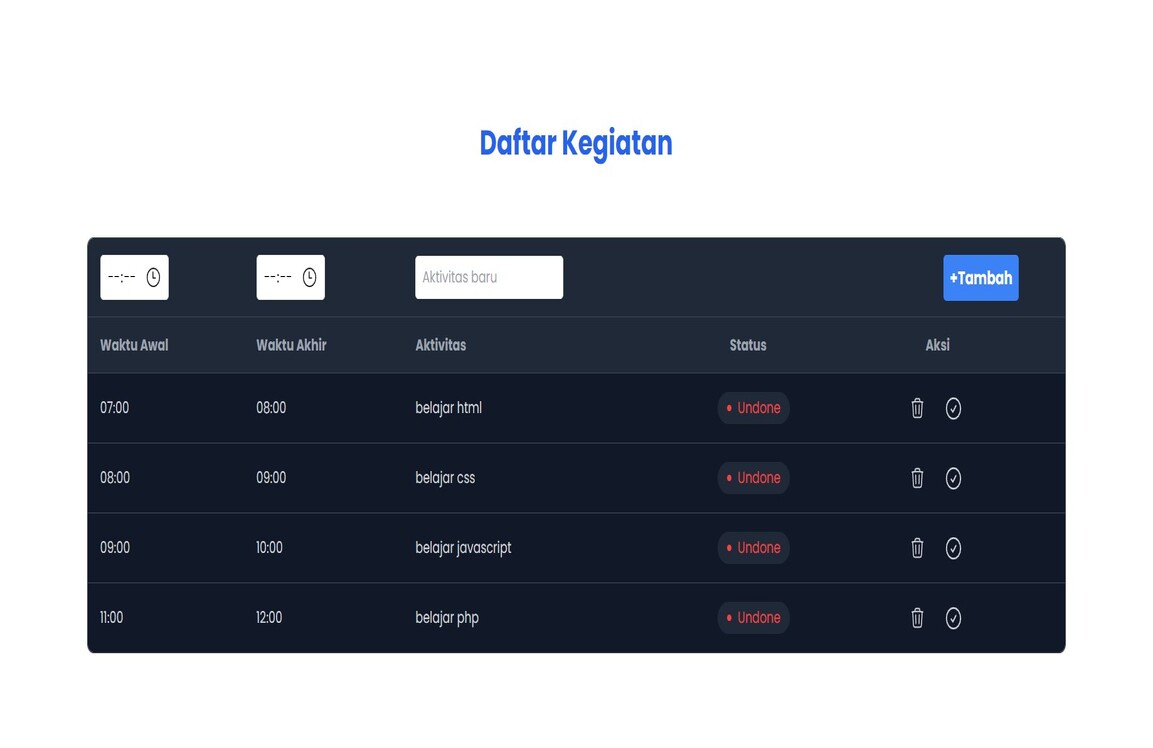 Daftar Kegiatan
--:-- --:-- Aktivitas baru +Tambah
Waktu Awal Waktu Akhir Aktivitas Status Aksi
07:00 08:00 belajar html • Undone
08:00 09:00 belajar css • Undone
09:00 10:00 belajar javascript • Undone
11:00 12:00 belajar php • Undone